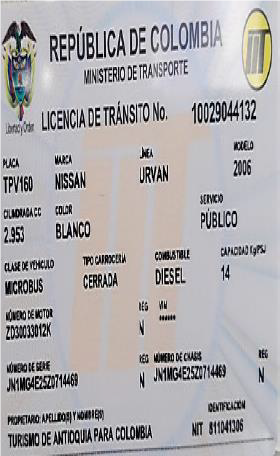 REPÚBLICA DE COLOMBIA
MINISTERIO DE TRANSPORTE
Libertad y Orden
LICENCIA DE TRÁNSITO No. 10029044132
PLACA MARCA LÍNEA MODELO
TPV160 NISSAN URVAN 2006
CILINDRADA CC COLOR SERVICIO
2.953 BLANCO PÚBLICO
CLASE DE VEHÍCULO TIPO CARROCERÍA COMBUSTIBLE CAPACIDAD Kg/PSJ
MICROBUS CERRADA DIESEL 14
NÚMERO DE MOTOR REG VIN
ZD30033012K N *****
NÚMERO DE SERIE REG NÚMERO DE CHASIS REG
JN1MG4E25Z0714469 N JN1MG4E25Z0714469 N
PROPIETARIO: APELLIDO(S) Y NOMBRE(S) IDENTIFICACIÓN
TURISMO DE ANTIOQUIA PARA COLOMBIA NIT 811041306